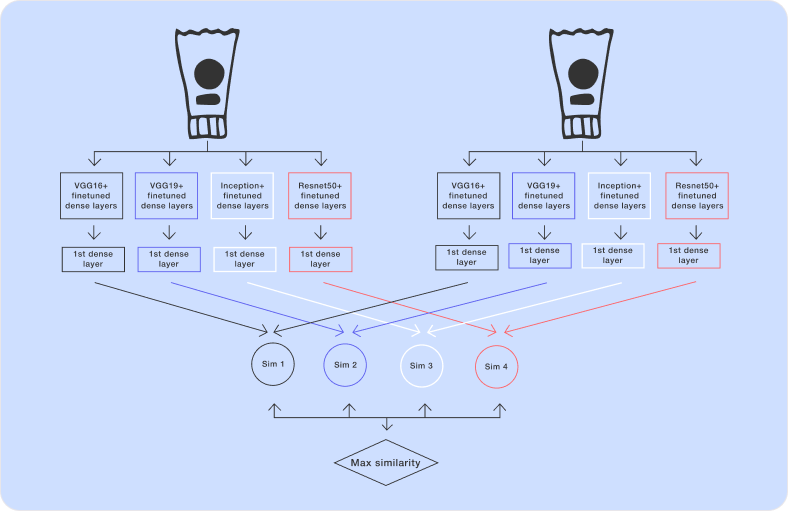 VGG16+
finetuned
dense layers
VGG19+
finetuned
dense layers
Inception+
finetuned
dense layers
Resnet50+
finetuned
dense layers
VGG16+
finetuned
dense layers
VGG19+
finetuned
dense layers
Inception+
finetuned
dense layers
Resnet50+
finetuned
dense layers
1st dense
layer
1st dense
layer
1st dense
layer
1st dense
layer
1st dense
layer
1st dense
layer
1st dense
layer
1st dense
layer
Sim 1
Sim 2
Sim 3
Sim 4
Max similarity